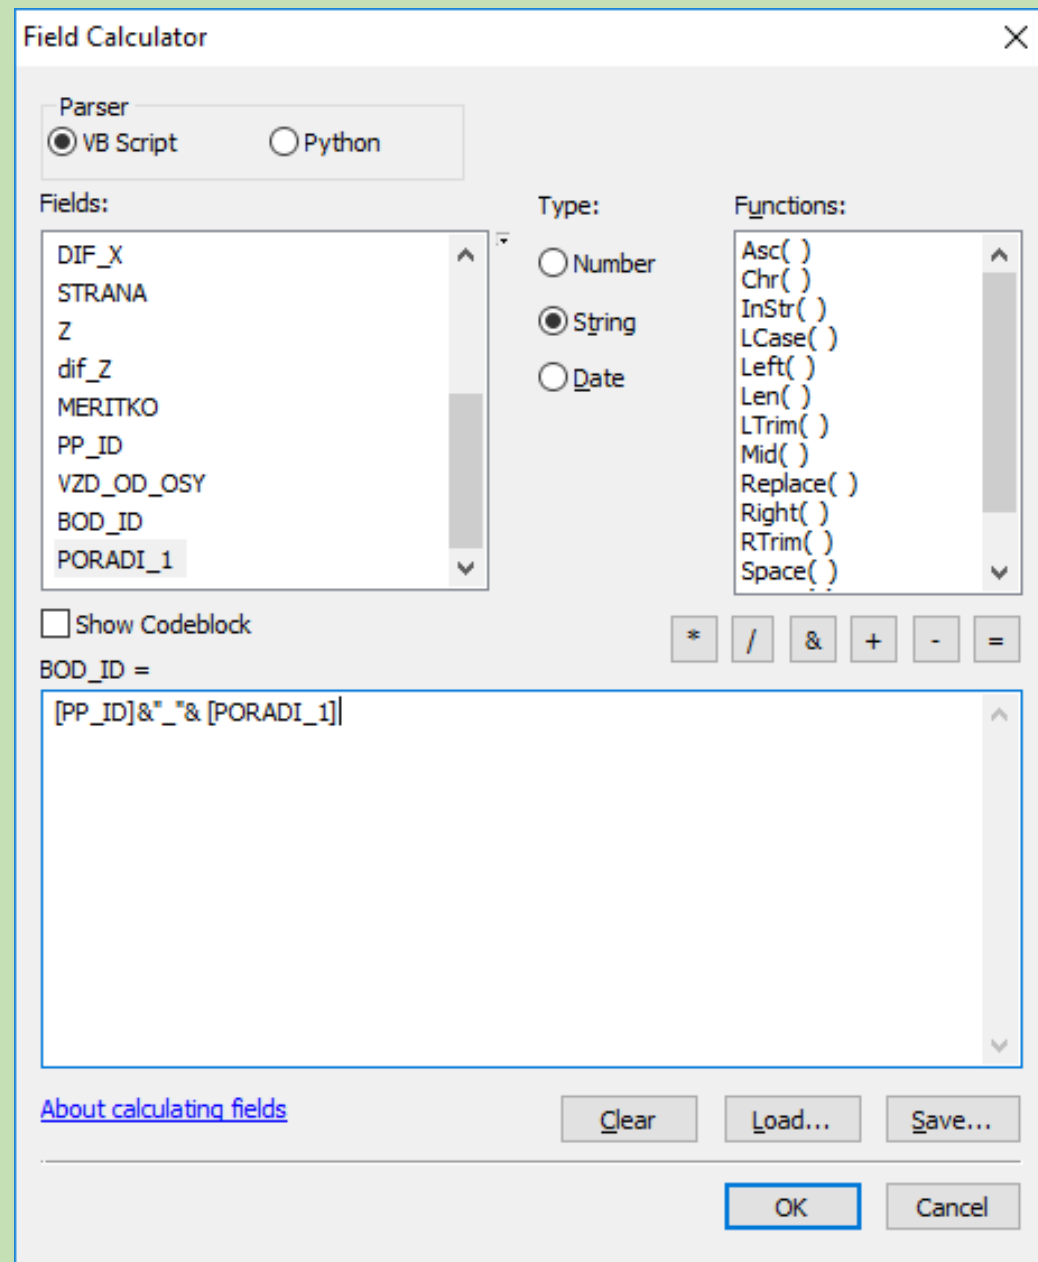 Field Calculator
Parser
VB Script Python
Fields: Type: Functions:
DIF_X
STRANA
Z
dif_Z
MERITKO
PP_ID
VZD_OD_OSY
BOD_ID
PORADI_1
Number
String
Date
Asc( )
Chr( )
InStr( )
LCase( )
Left( )
Len( )
LTrim( )
Mid( )
Replace( )
Right( )
RTrim( )
Space( )
Show Codeblock
* / & + - =
BOD_ID =
[PP_ID]&"_"& [PORADI_1]
About calculating fields
Clear Load... Save...
OK Cancel